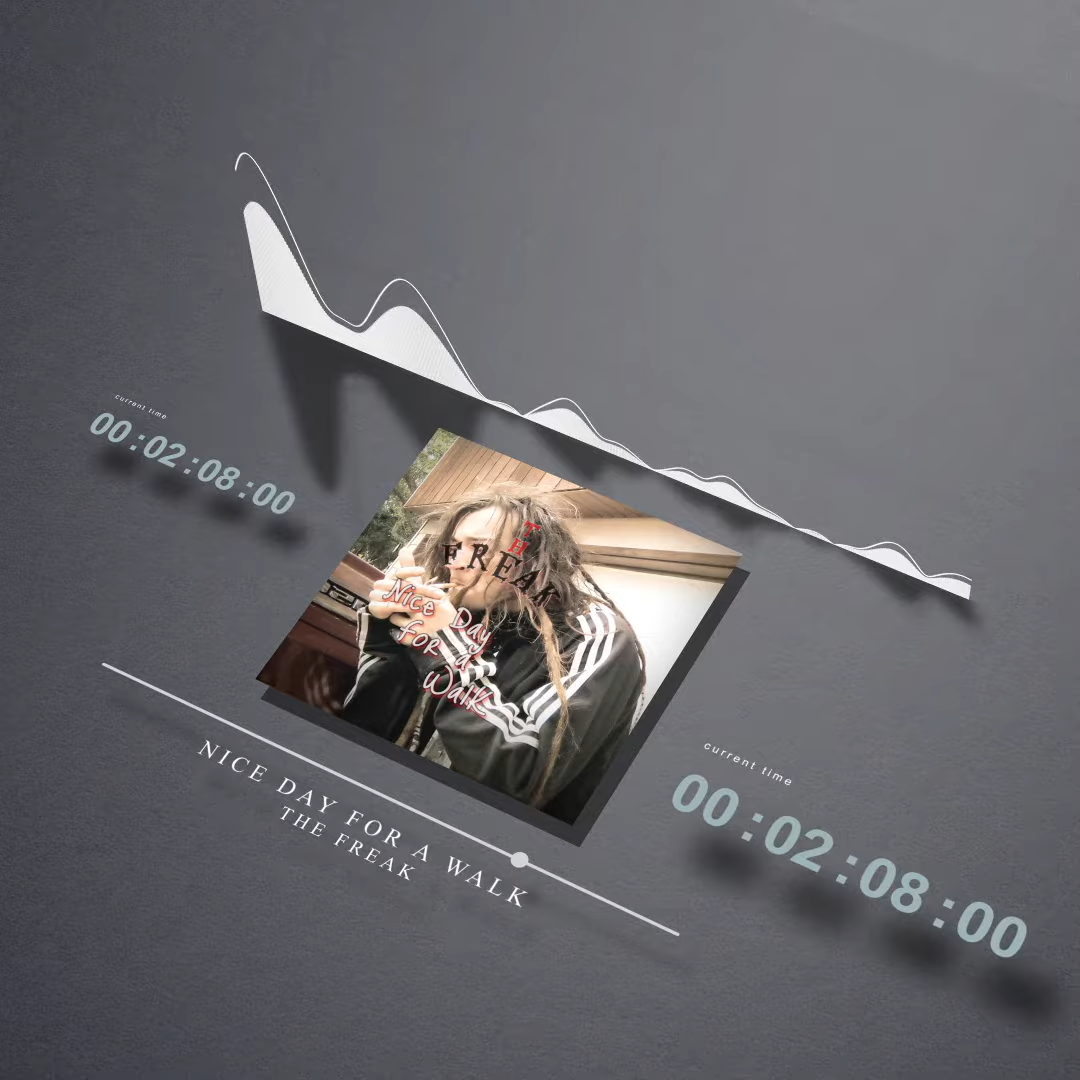 current time
00:02:08:00
THE
FREAK
Nice Day
for a
Walk
current time
00:02:08:00
NICE DAY FOR A WALK
THE FREAK